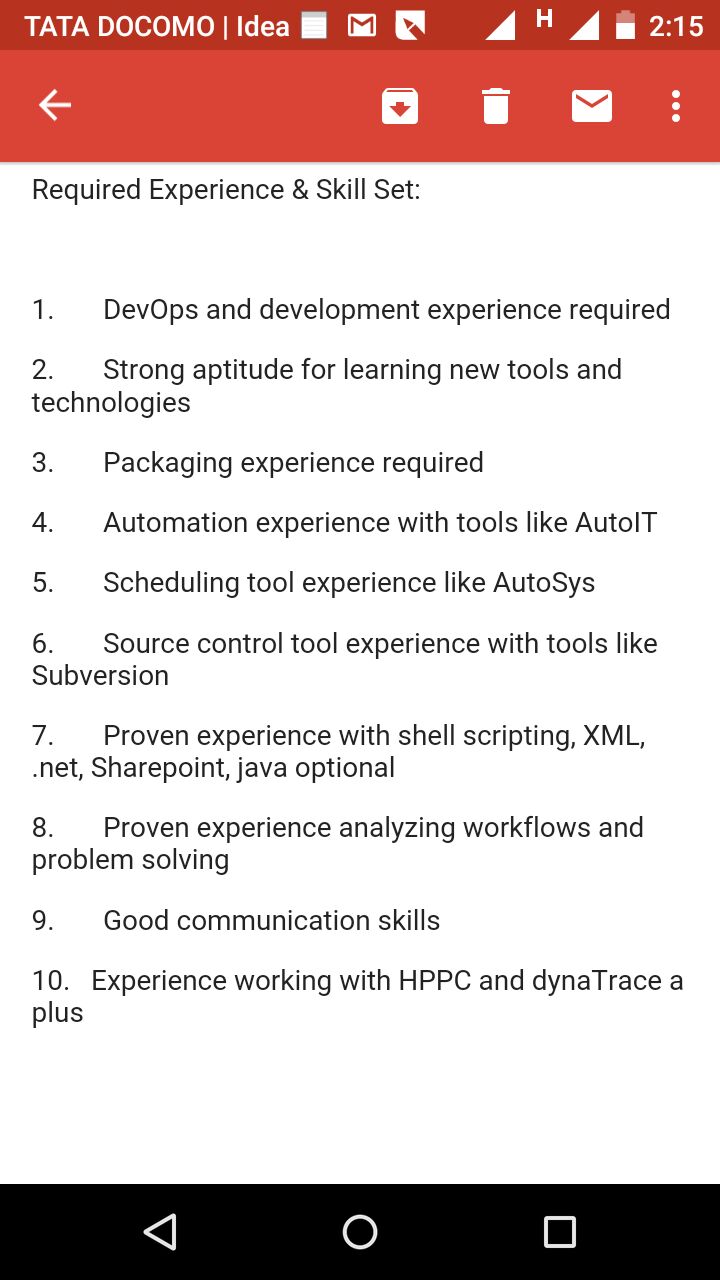 TATA DOCOMO | Idea H 2:15
Required Experience & Skill Set:
1. DevOps and development experience required
2. Strong aptitude for learning new tools and
technologies
3. Packaging experience required
4. Automation experience with tools like AutoIT
5. Scheduling tool experience like AutoSys
6. Source control tool experience with tools like
Subversion
7. Proven experience with shell scripting, XML,
.net, Sharepoint, java optional
8. Proven experience analyzing workflows and
problem solving
9. Good communication skills
10. Experience working with HPPC and dynaTrace a
plus